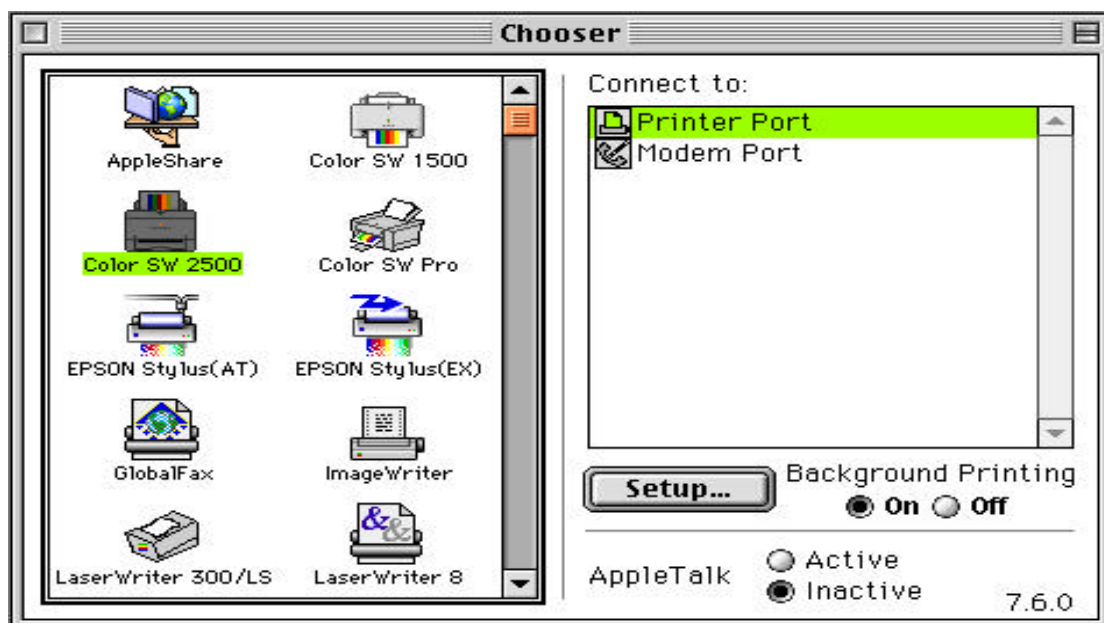 Chooser
AppleShare
Color SW 1500
Color SW 2500
Color SW Pro
EPSON Stylus(AT)
EPSON Stylus(EX)
GlobalFax
ImageWriter
LaserWriter 300/LS
LaserWriter 8
Connect to:
Printer Port
Modem Port
Setup...
Background Printing
On Off
AppleTalk
Active
Inactive
7.6.0